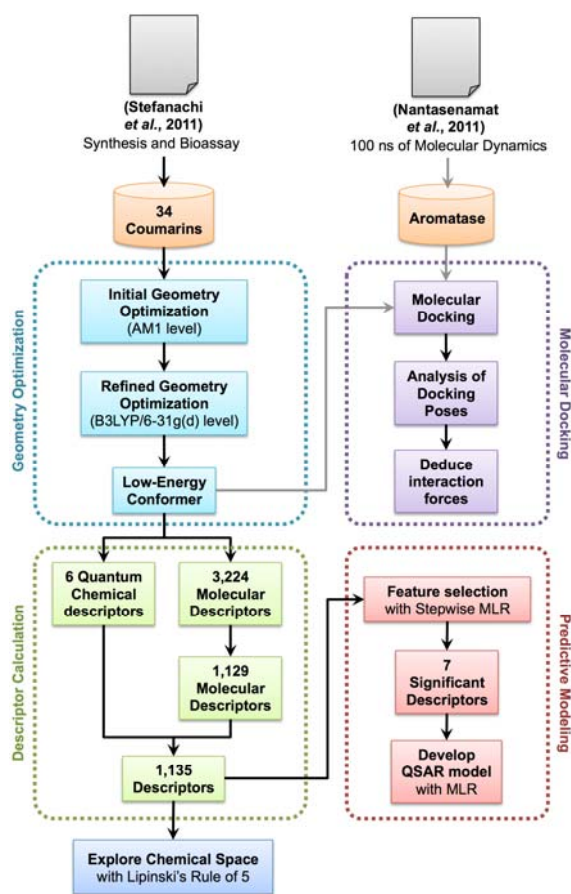 (Stefanachi
et al., 2011)
Synthesis and Bioassay
(Nantasenamat
et al., 2011)
100 ns of Molecular Dynamics
34
Coumarins
Aromatase
Geometry Optimization
Initial Geometry
Optimization
(AM1 level)
Refined Geometry
Optimization
(B3LYP/6-31g(d) level)
Low-Energy
Conformer
Molecular Docking
Molecular
Docking
Analysis of
Docking
Poses
Deduce
interaction
forces
Descriptor Calculation
6 Quantum
Chemical
descriptors
3,224
Molecular
Descriptors
1,129
Molecular
Descriptors
1,135
Descriptors
Predictive Modeling
Feature selection
with Stepwise MLR
7
Significant
Descriptors
Develop
QSAR model
with MLR
Explore Chemical Space
with Lipinski's Rule of 5